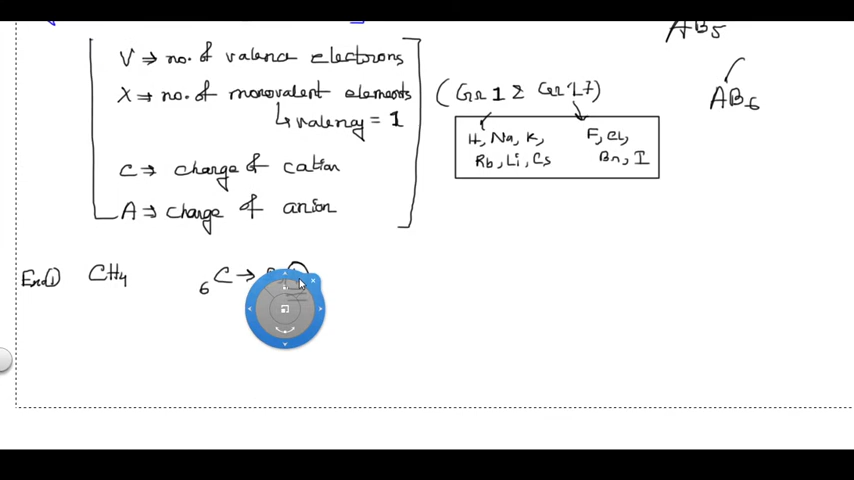 AB5
V ⇒ no. of valence electrons
X ⇒ no. of monovalent elements
↳ valency = 1
(Gr 1 & Gr 17)
H, Na, K,
Rb, Li, Cs
F, Cl,
Br, I
AB6
C ⇒ charge of cation
A ⇒ charge of anion
CH4
6C →